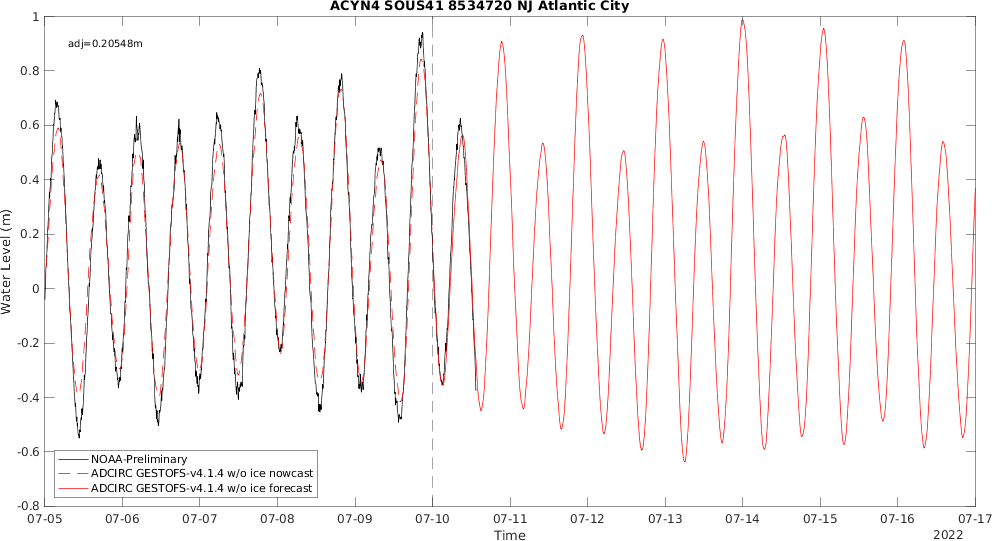 ACYN4 SOUS41 8534720 NJ Atlantic City
adj=0.20548m
1
0.8
0.6
0.4
0.2
0
-0.2
-0.4
-0.6
-0.8
Water Level (m)
NOAA-Preliminary
ADCIRC GESTOFS-v4.1.4 w/o ice nowcast
ADCIRC GESTOFS-v4.1.4 w/o ice forecast
07-05 07-06 07-07 07-08 07-09 07-10 07-11 07-12 07-13 07-14 07-15 07-16 07-17
Time
2022